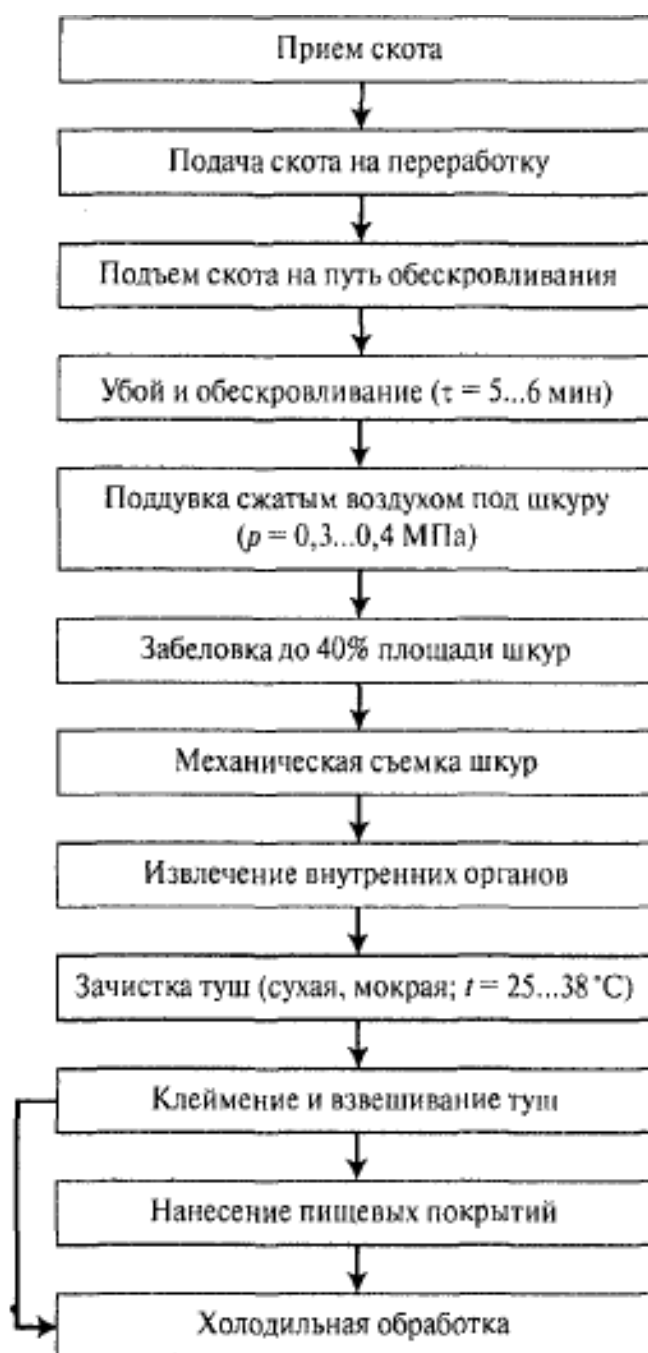 Прием скота
Подача скота на переработку
Подъем скота на путь обескровливания
Убой и обескровливание (τ = 5...6 мин)
Поддувка сжатым воздухом под шкуру
(p = 0,3...0,4 МПа)
Забеловка до 40% площади шкур
Механическая съемка шкур
Извлечение внутренних органов
Зачистка туш (сухая, мокрая; t = 25...38 °C)
Клеймение и взвешивание туш
Нанесение пищевых покрытий
Холодильная обработка